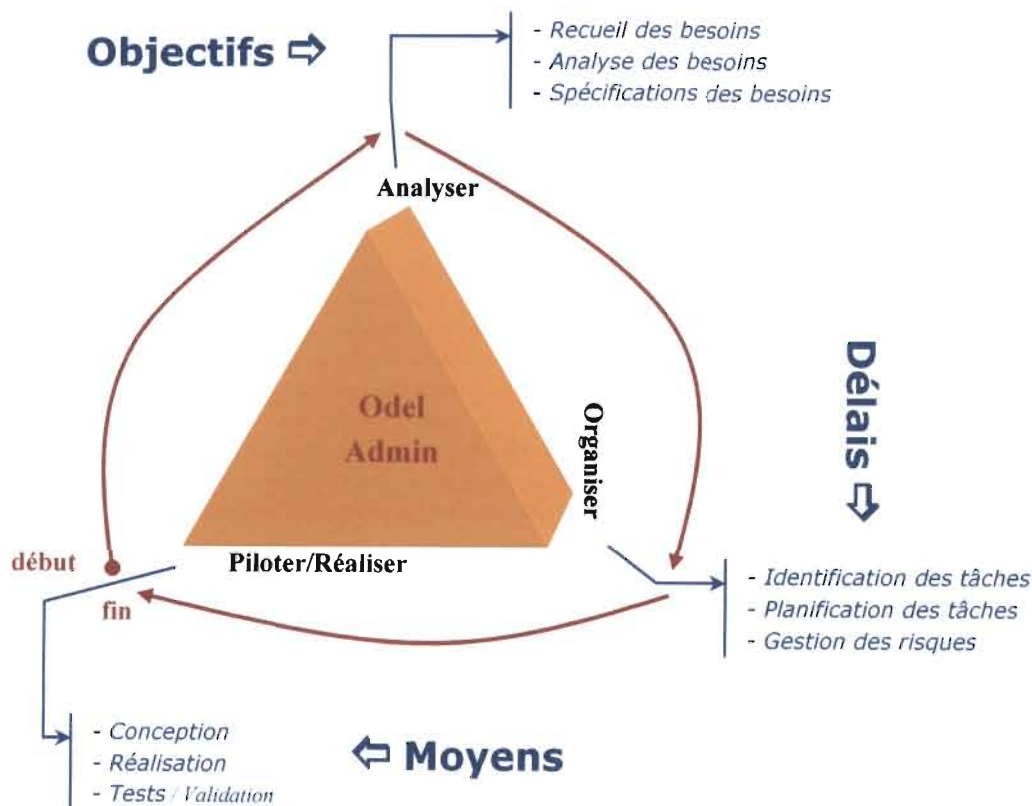 Objectifs ⇨
- Recueil des besoins
- Analyse des besoins
- Spécifications des besoins
Analyser
Odel
Admin
Organiser
Délais ⇨
Piloter/Réaliser
début
fin
- Identification des tâches
- Planification des tâches
- Gestion des risques
- Conception
- Réalisation
- Tests / Validation
⇦ Moyens